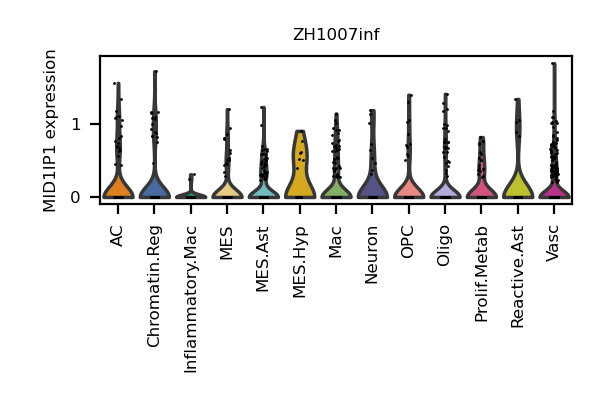 ZH1007inf
MID1IP1 expression
1
0
AC
Chromatin.Reg
Inflammatory.Mac
MES
MES.Ast
MES.Hyp
Mac
Neuron
OPC
Oligo
Prolif.Metab
Reactive.Ast
Vasc